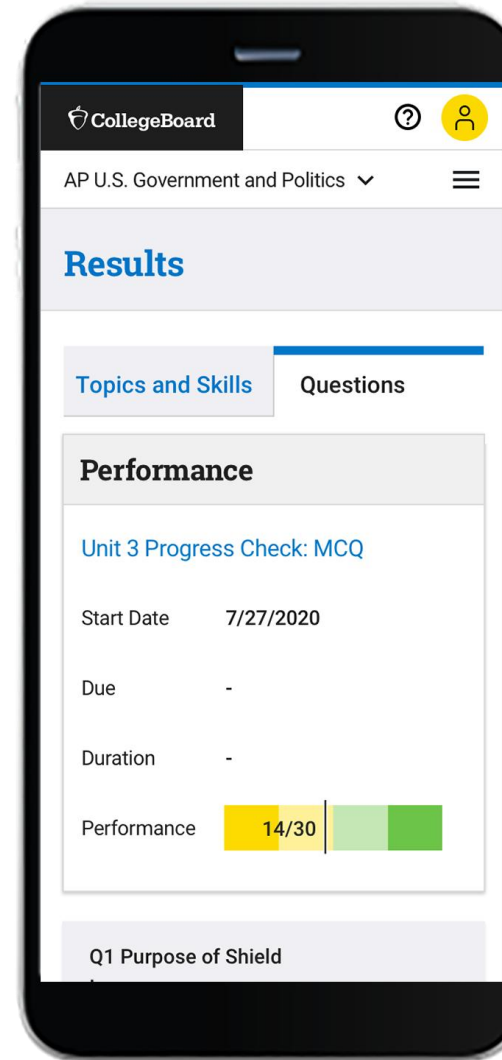 CollegeBoard
AP U.S. Government and Politics
Results
Topics and Skills Questions
Performance
Unit 3 Progress Check: MCQ
Start Date 7/27/2020
Due -
Duration -
Performance 14/30
Q1 Purpose of Shield